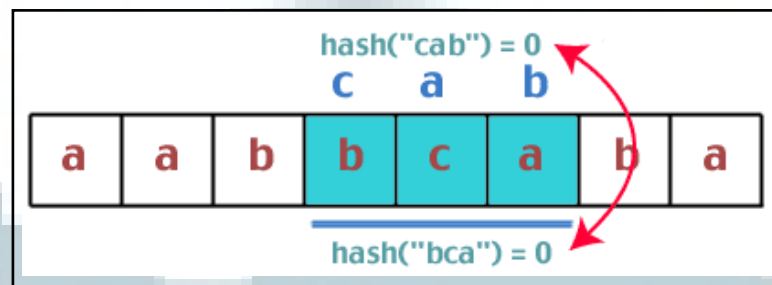 hash("cab") = 0
c a b
a a b b c a b a
hash("bca") = 0